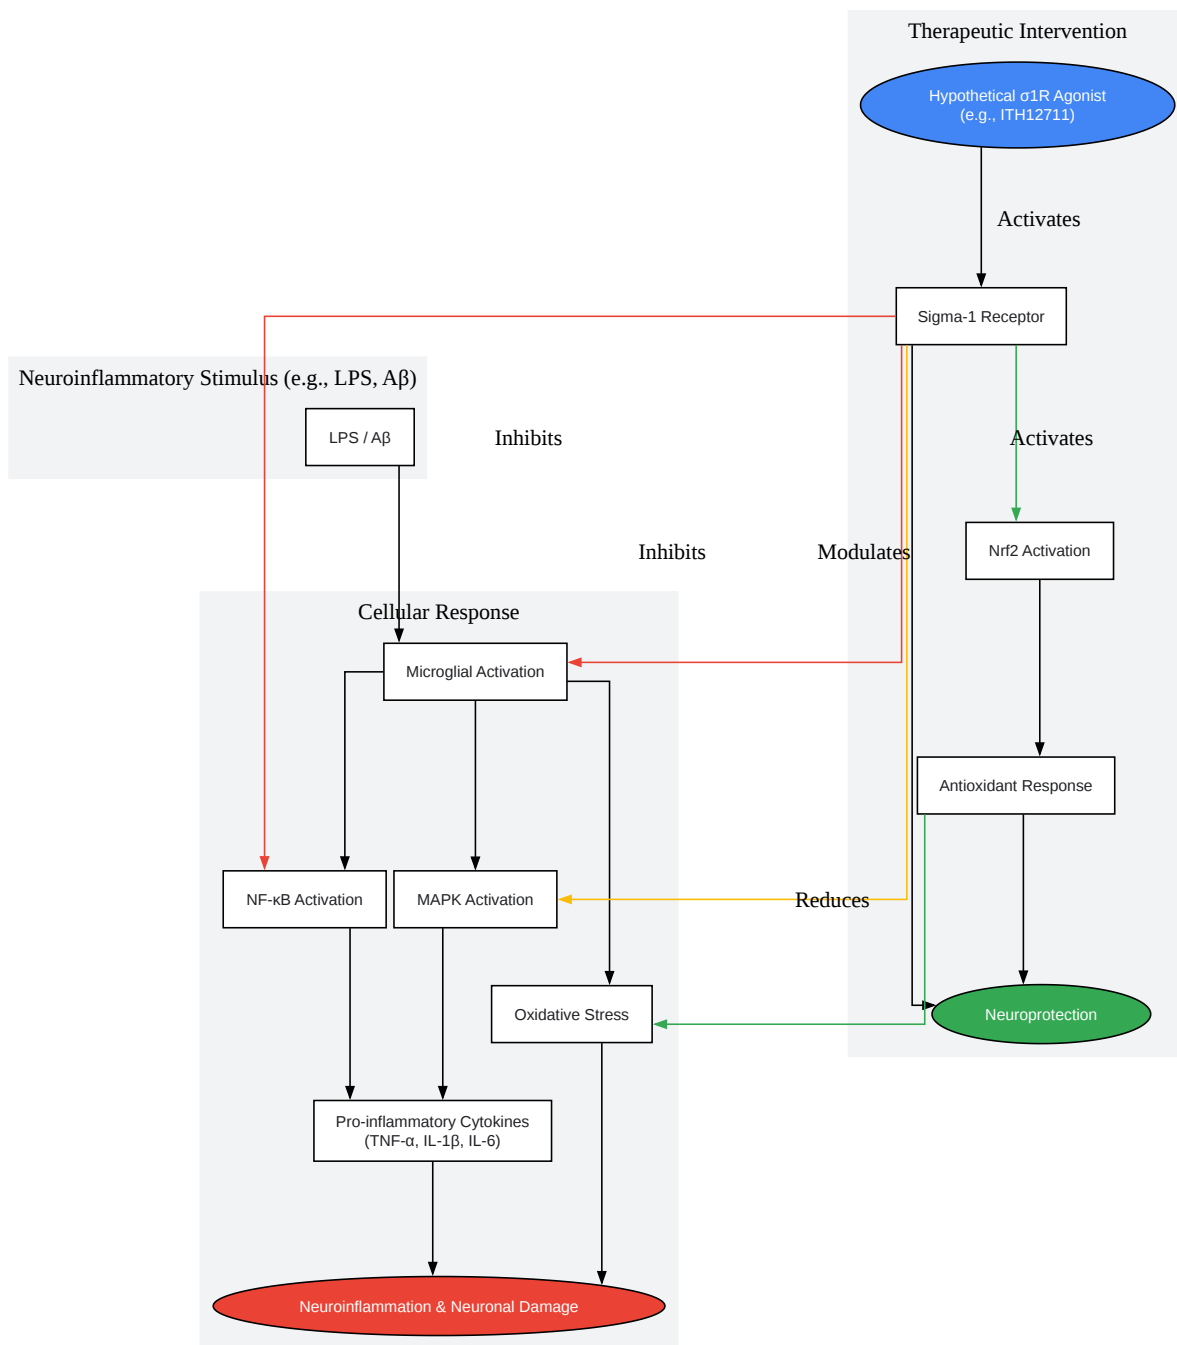 Therapeutic Intervention
Hypothetical σ1R Agonist
(e.g., ITH12711)
Activates
Sigma-1 Receptor
Neuroinflammatory Stimulus (e.g., LPS, Aβ)
LPS / Aβ
Inhibits
Activates
Inhibits
Modulates
Nrf2 Activation
Cellular Response
Microglial Activation
Antioxidant Response
NF-κB Activation
MAPK Activation
Reduces
Oxidative Stress
Neuroprotection
Pro-inflammatory Cytokines
(TNF-α, IL-1β, IL-6)
Neuroinflammation & Neuronal Damage